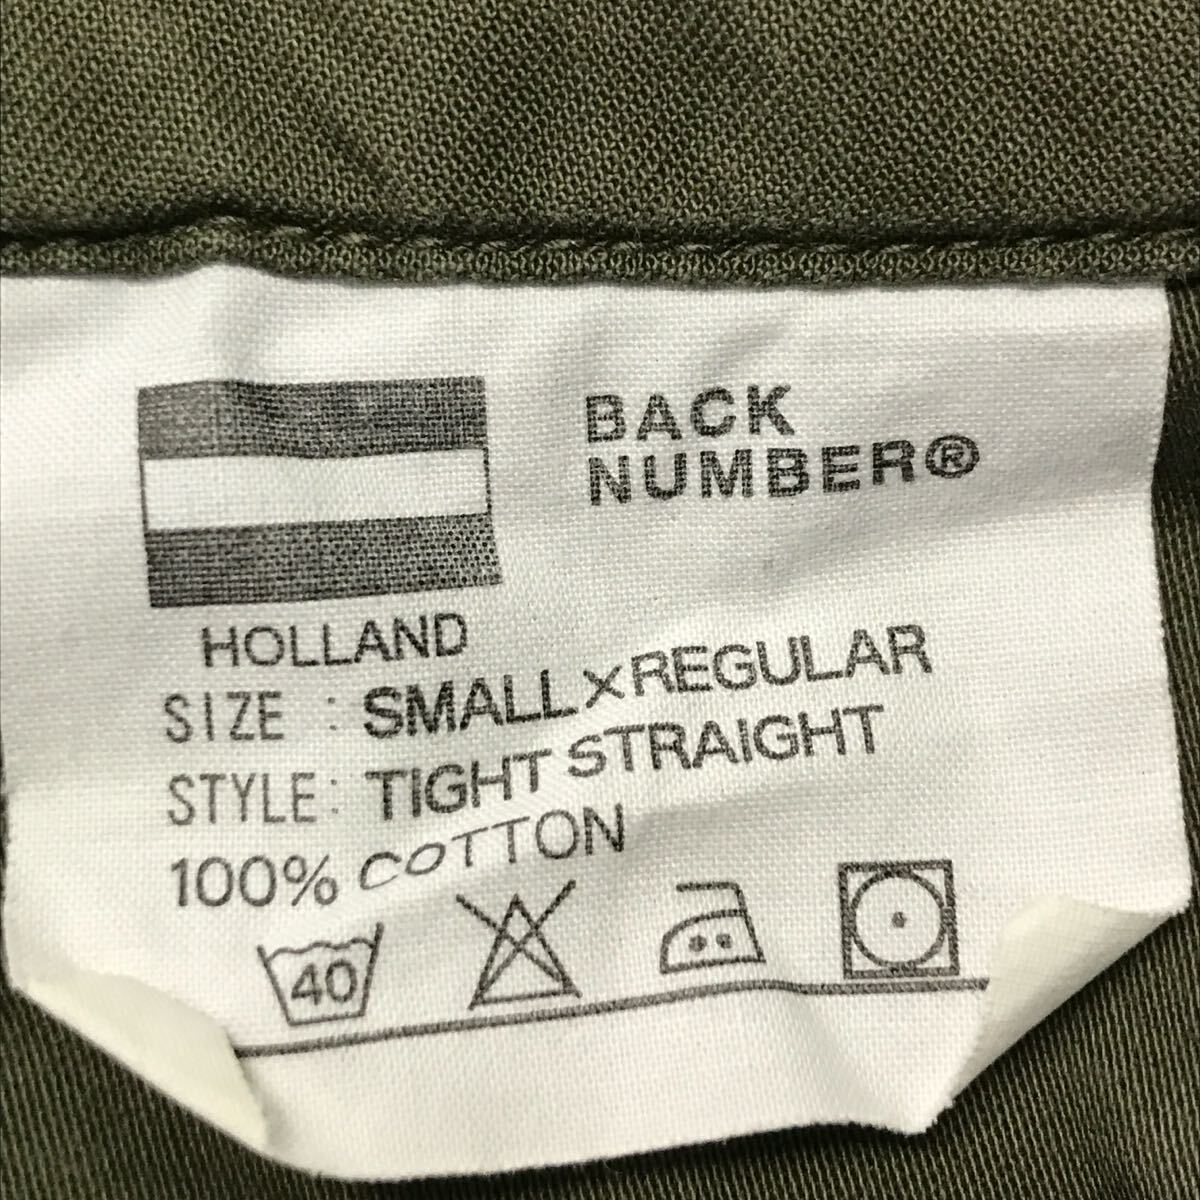 BACK
NUMBER®
HOLLAND
SIZE : SMALL×REGULAR
STYLE: TIGHT STRAIGHT
100% COTTON
40